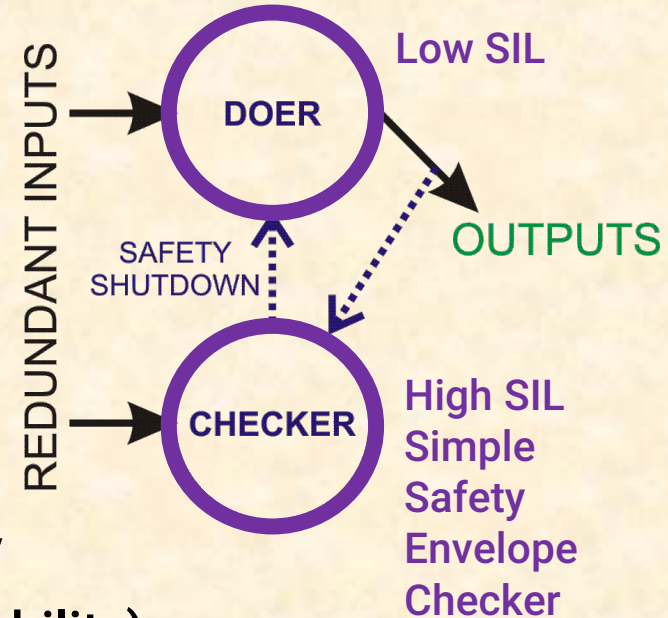 REDUNDANT INPUTS
DOER
Low SIL
OUTPUTS
SAFETY
SHUTDOWN
CHECKER
High SIL
Simple
Safety
Envelope
Checker